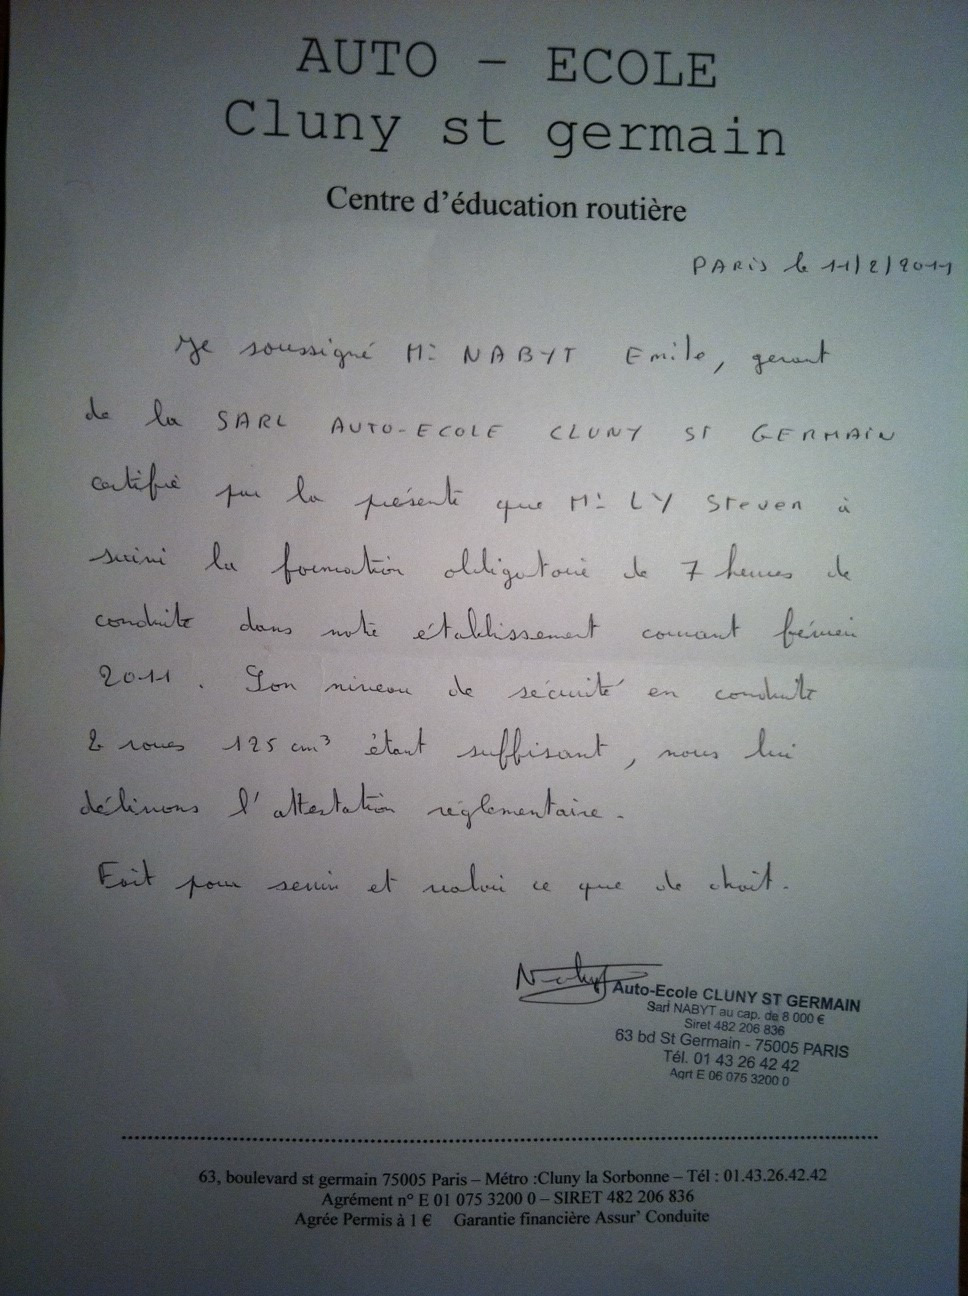 AUTO - ECOLE
Cluny st germain
Centre d'éducation routière
PARIS le 11/2/2011
Je soussigné Mr NABYT Emile, gerant
de la SARL AUTO-ECOLE CLUNY ST GERMAIN
certifié par la présente que Mr LY Steven à
suivi la formation obligatoire de 7 heures de
conduite dans notre établissement courant février
2011. Son niveau de sécurité en conduite
2 roues 125 cm³ étant suffisant, nous lui
délivrons l'attestation réglementaire.
Fait pour servir et valoir ce que de droit.
Nabyt
Auto-Ecole CLUNY ST GERMAIN
Sarl NABYT au cap. de 8 000 €
Siret 482 206 836
63 bd St Germain - 75005 PARIS
Tél. 01 43 26 42 42
Agrt E 06 075 3200 0
63, boulevard st germain 75005 Paris – Métro :Cluny la Sorbonne – Tél : 01.43.26.42.42
Agrément n° E 01 075 3200 0 – SIRET 482 206 836
Agrée Permis à 1 € Garantie financière Assur' Conduite